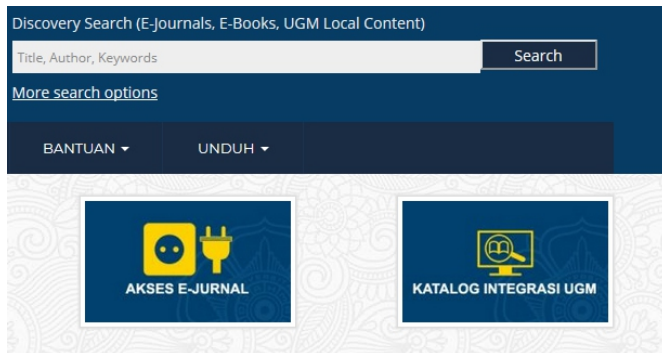 Discovery Search (E-Journals, E-Books, UGM Local Content)
Title, Author, Keywords
Search
More search options
BANTUAN
UNDUH
AKSES E-JURNAL
KATALOG INTEGRASI UGM